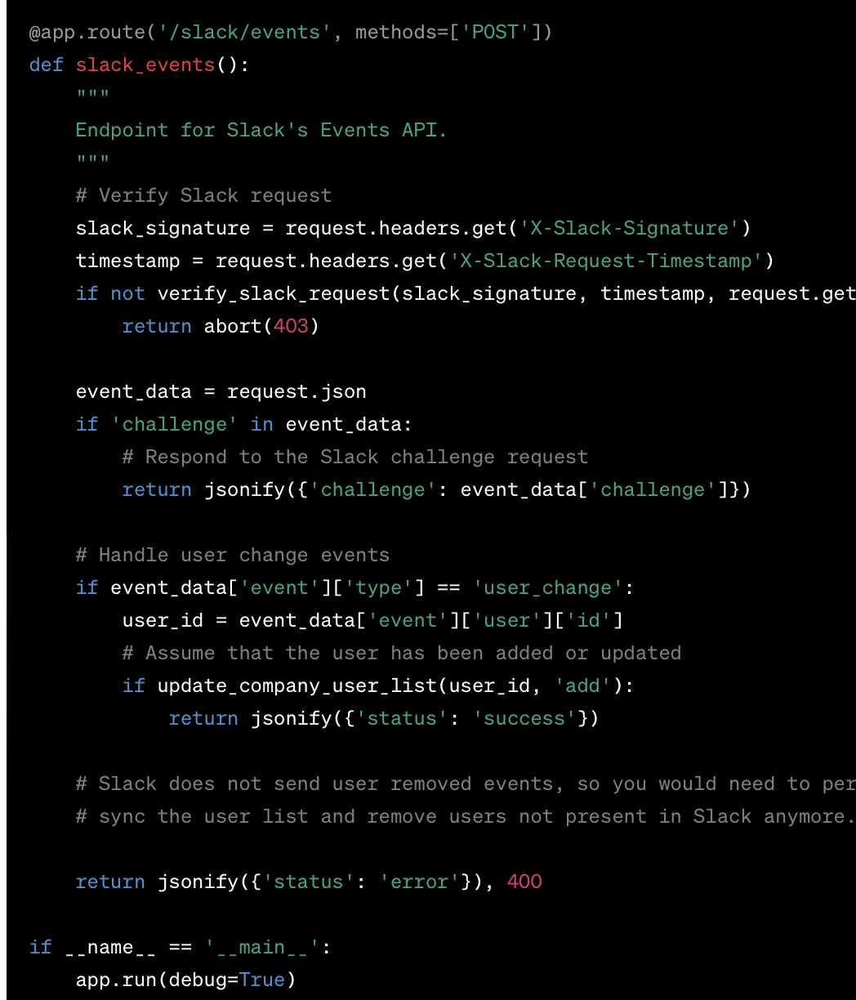 @app.route('/slack/events', methods=['POST'])
def slack_events():
    """
    Endpoint for Slack's Events API.
    """
    # Verify Slack request
    slack_signature = request.headers.get('X-Slack-Signature')
    timestamp = request.headers.get('X-Slack-Request-Timestamp')
    if not verify_slack_request(slack_signature, timestamp, request.get
        return abort(403)

    event_data = request.json
    if 'challenge' in event_data:
        # Respond to the Slack challenge request
        return jsonify({'challenge': event_data['challenge']})

    # Handle user change events
    if event_data['event']['type'] == 'user_change':
        user_id = event_data['event']['user']['id']
        # Assume that the user has been added or updated
        if update_company_user_list(user_id, 'add'):
            return jsonify({'status': 'success'})

    # Slack does not send user removed events, so you would need to per
    # sync the user list and remove users not present in Slack anymore.

    return jsonify({'status': 'error'}), 400

if __name__ == '__main__':
    app.run(debug=True)